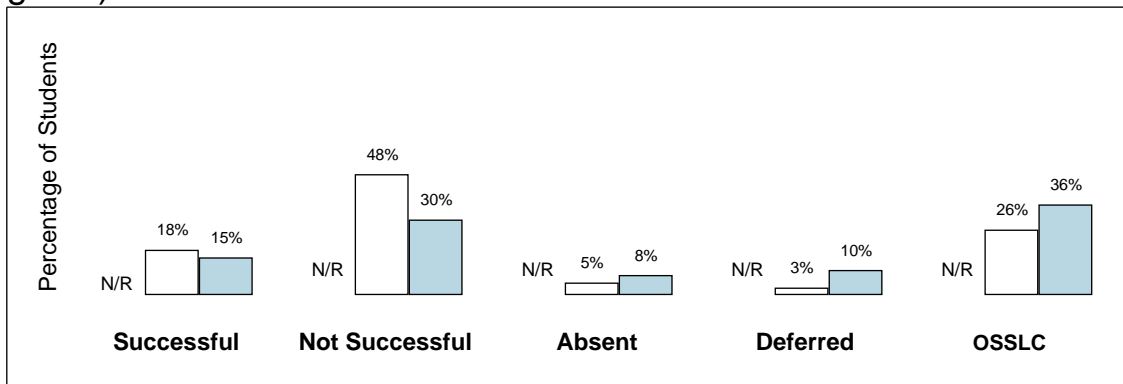 Percentage of Students
48%
36%
30%
26%
18%
15%
N/R
N/R
5%
8%
N/R
3%
10%
N/R
N/R
Successful
Not Successful
Absent
Deferred
OSSLC